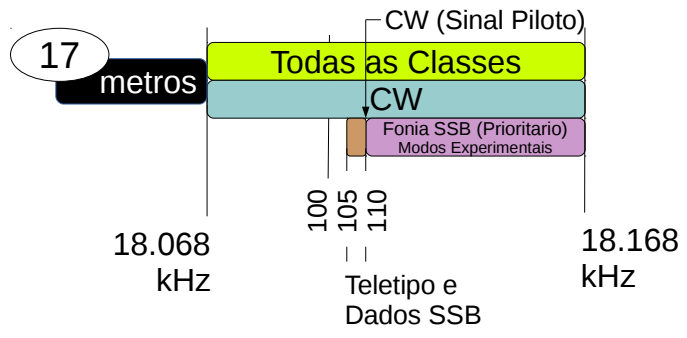 CW (Sinal Piloto)
17
metros
Todas as Classes
CW
Fonia SSB (Prioritario)
Modos Experimentais
100
105
110
18.068
kHz
18.168
kHz
Teletipo e
Dados SSB